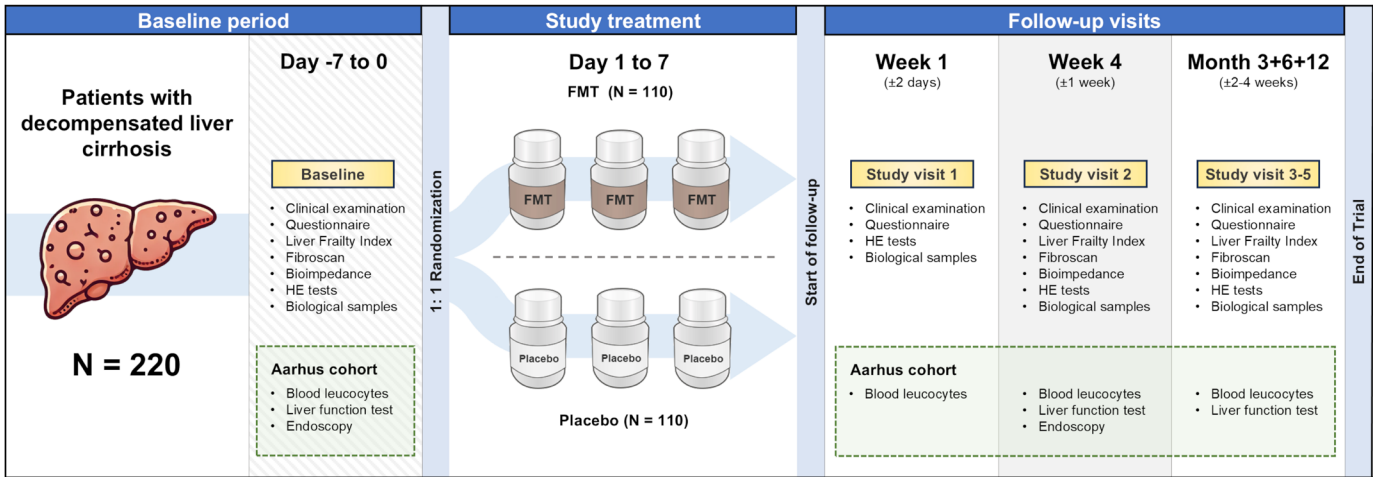 Baseline period
Study treatment
Follow-up visits
Patients with
decompensated liver
cirrhosis
N = 220
Day -7 to 0
Baseline
• Clinical examination
• Questionnaire
• Liver Frailty Index
• Fibroscan
• Bioimpedance
• HE tests
• Biological samples
Aarhus cohort
• Blood leucocytes
• Liver function test
• Endoscopy
1: 1 Randomization
Day 1 to 7
FMT (N = 110)
FMT
FMT
FMT
Placebo
Placebo
Placebo
Placebo (N = 110)
Start of follow-up
Week 1
(±2 days)
Study visit 1
• Clinical examination
• Questionnaire
• HE tests
• Biological samples
Aarhus cohort
• Blood leucocytes
Week 4
(±1 week)
Study visit 2
• Clinical examination
• Questionnaire
• Liver Frailty Index
• Fibroscan
• Bioimpedance
• HE tests
• Biological samples
• Blood leucocytes
• Liver function test
• Endoscopy
Month 3+6+12
(±2-4 weeks)
Study visit 3-5
• Clinical examination
• Questionnaire
• Liver Frailty Index
• Fibroscan
• Bioimpedance
• HE tests
• Biological samples
• Blood leucocytes
• Liver function test
End of Trial